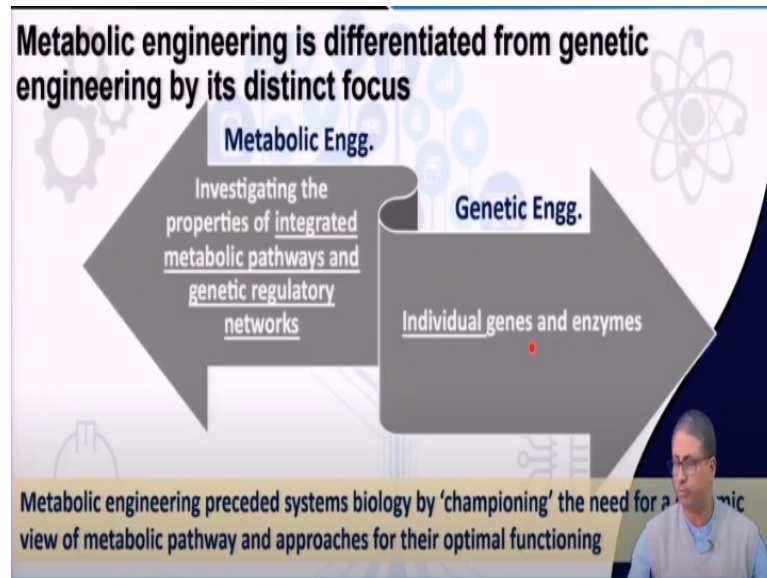 Metabolic engineering is differentiated from genetic
engineering by its distinct focus
Metabolic Engg.
Investigating the
properties of integrated
metabolic pathways and
genetic regulatory
networks
Genetic Engg.
Individual genes and enzymes
Metabolic engineering preceded systems biology by 'championing' the need for a
view of metabolic pathway and approaches for their optimal functioning